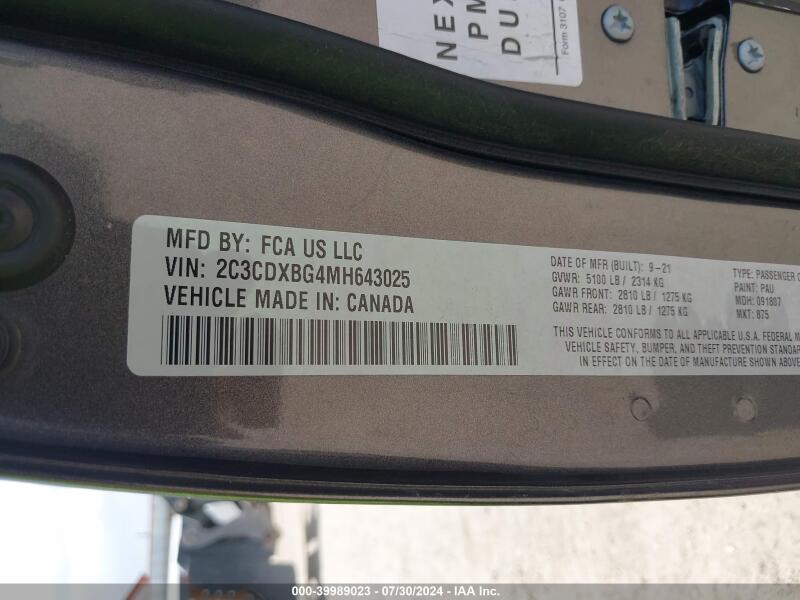 NEX
PM
DU
Form 3107
MFD BY: FCA US LLC
VIN: 2C3CDXBG4MH643025
VEHICLE MADE IN: CANADA
DATE OF MFR (BUILT): 9-21
GVWR: 5100 LB / 2314 KG
GAWR FRONT: 2810 LB / 1275 KG
GAWR REAR: 2810 LB / 1275 KG
TYPE: PASSENGER C
PAINT: PAU
MDH: 091807
MKT: 875
THIS VEHICLE CONFORMS TO ALL APPLICABLE U.S.A. FEDERAL M
VEHICLE SAFETY, BUMPER, AND THEFT PREVENTION STANDAR
IN EFFECT ON THE DATE OF MANUFACTURE SHOWN ABOVE
000-39989023 - 07/30/2024 - IAA Inc.